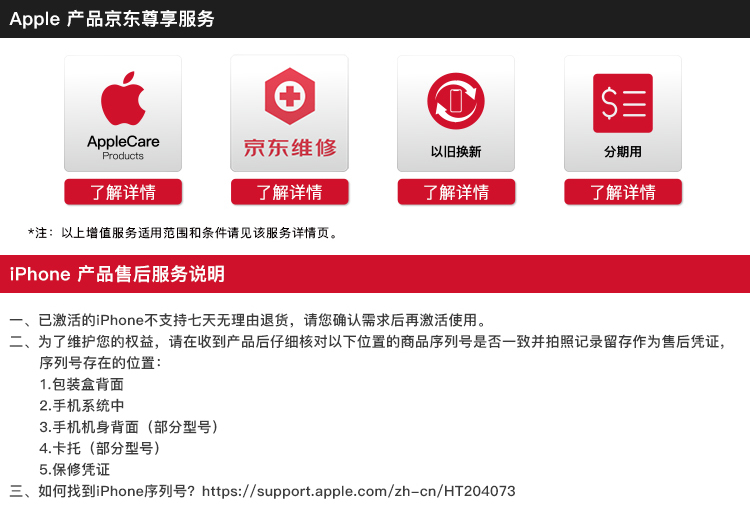 Apple 产品京东尊享服务
AppleCare
Products
京东维修
以旧换新
分期用
了解详情
了解详情
了解详情
了解详情
*注：以上增值服务适用范围和条件请见该服务详情页。
iPhone 产品售后服务说明
一、已激活的iPhone不支持七天无理由退货，请您确认需求后再激活使用。
二、为了维护您的权益，请在收到产品后仔细核对以下位置的商品序列号是否一致并拍照记录留存作为售后凭证，
序列号存在的位置：
1.包装盒背面
2.手机系统中
3.手机机身背面（部分型号）
4.卡托（部分型号）
5.保修凭证
三、如何找到iPhone序列号？https://support.apple.com/zh-cn/HT204073